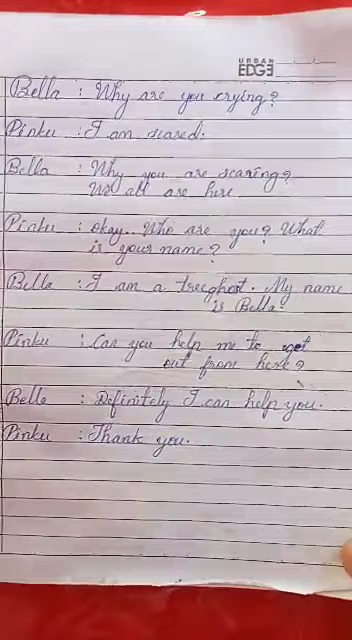 URBAN
EDGE
Bella : Why are you crying?
Pinku : I am scared.
Bella : Why you are scaring?
We all are here
Pinku : okay.. Who are you? What
is your name?
Bella : I am a treeghost. My name
is Bella.
Pinku : Can you help me to get
out from here?
Bella : Definitely I can help you.
Pinku : Thank you.